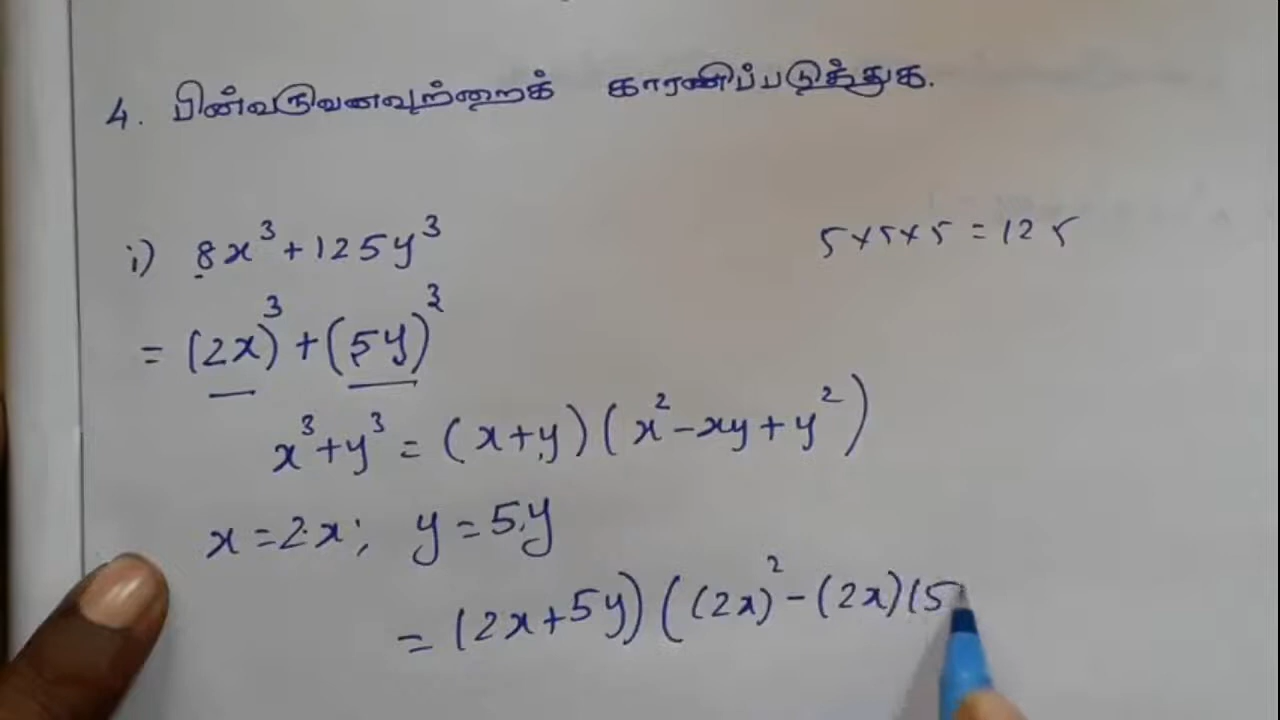 4. பின்வருவனவற்றைக் காரணிப்படுத்துக.
i) 8x³ + 125y³
5×5×5 = 125
= (2x)³ + (5y)³
x³ + y³ = (x+y) (x² - xy + y²)
x = 2x; y = 5y
= (2x + 5y) ((2x)² - (2x)(5